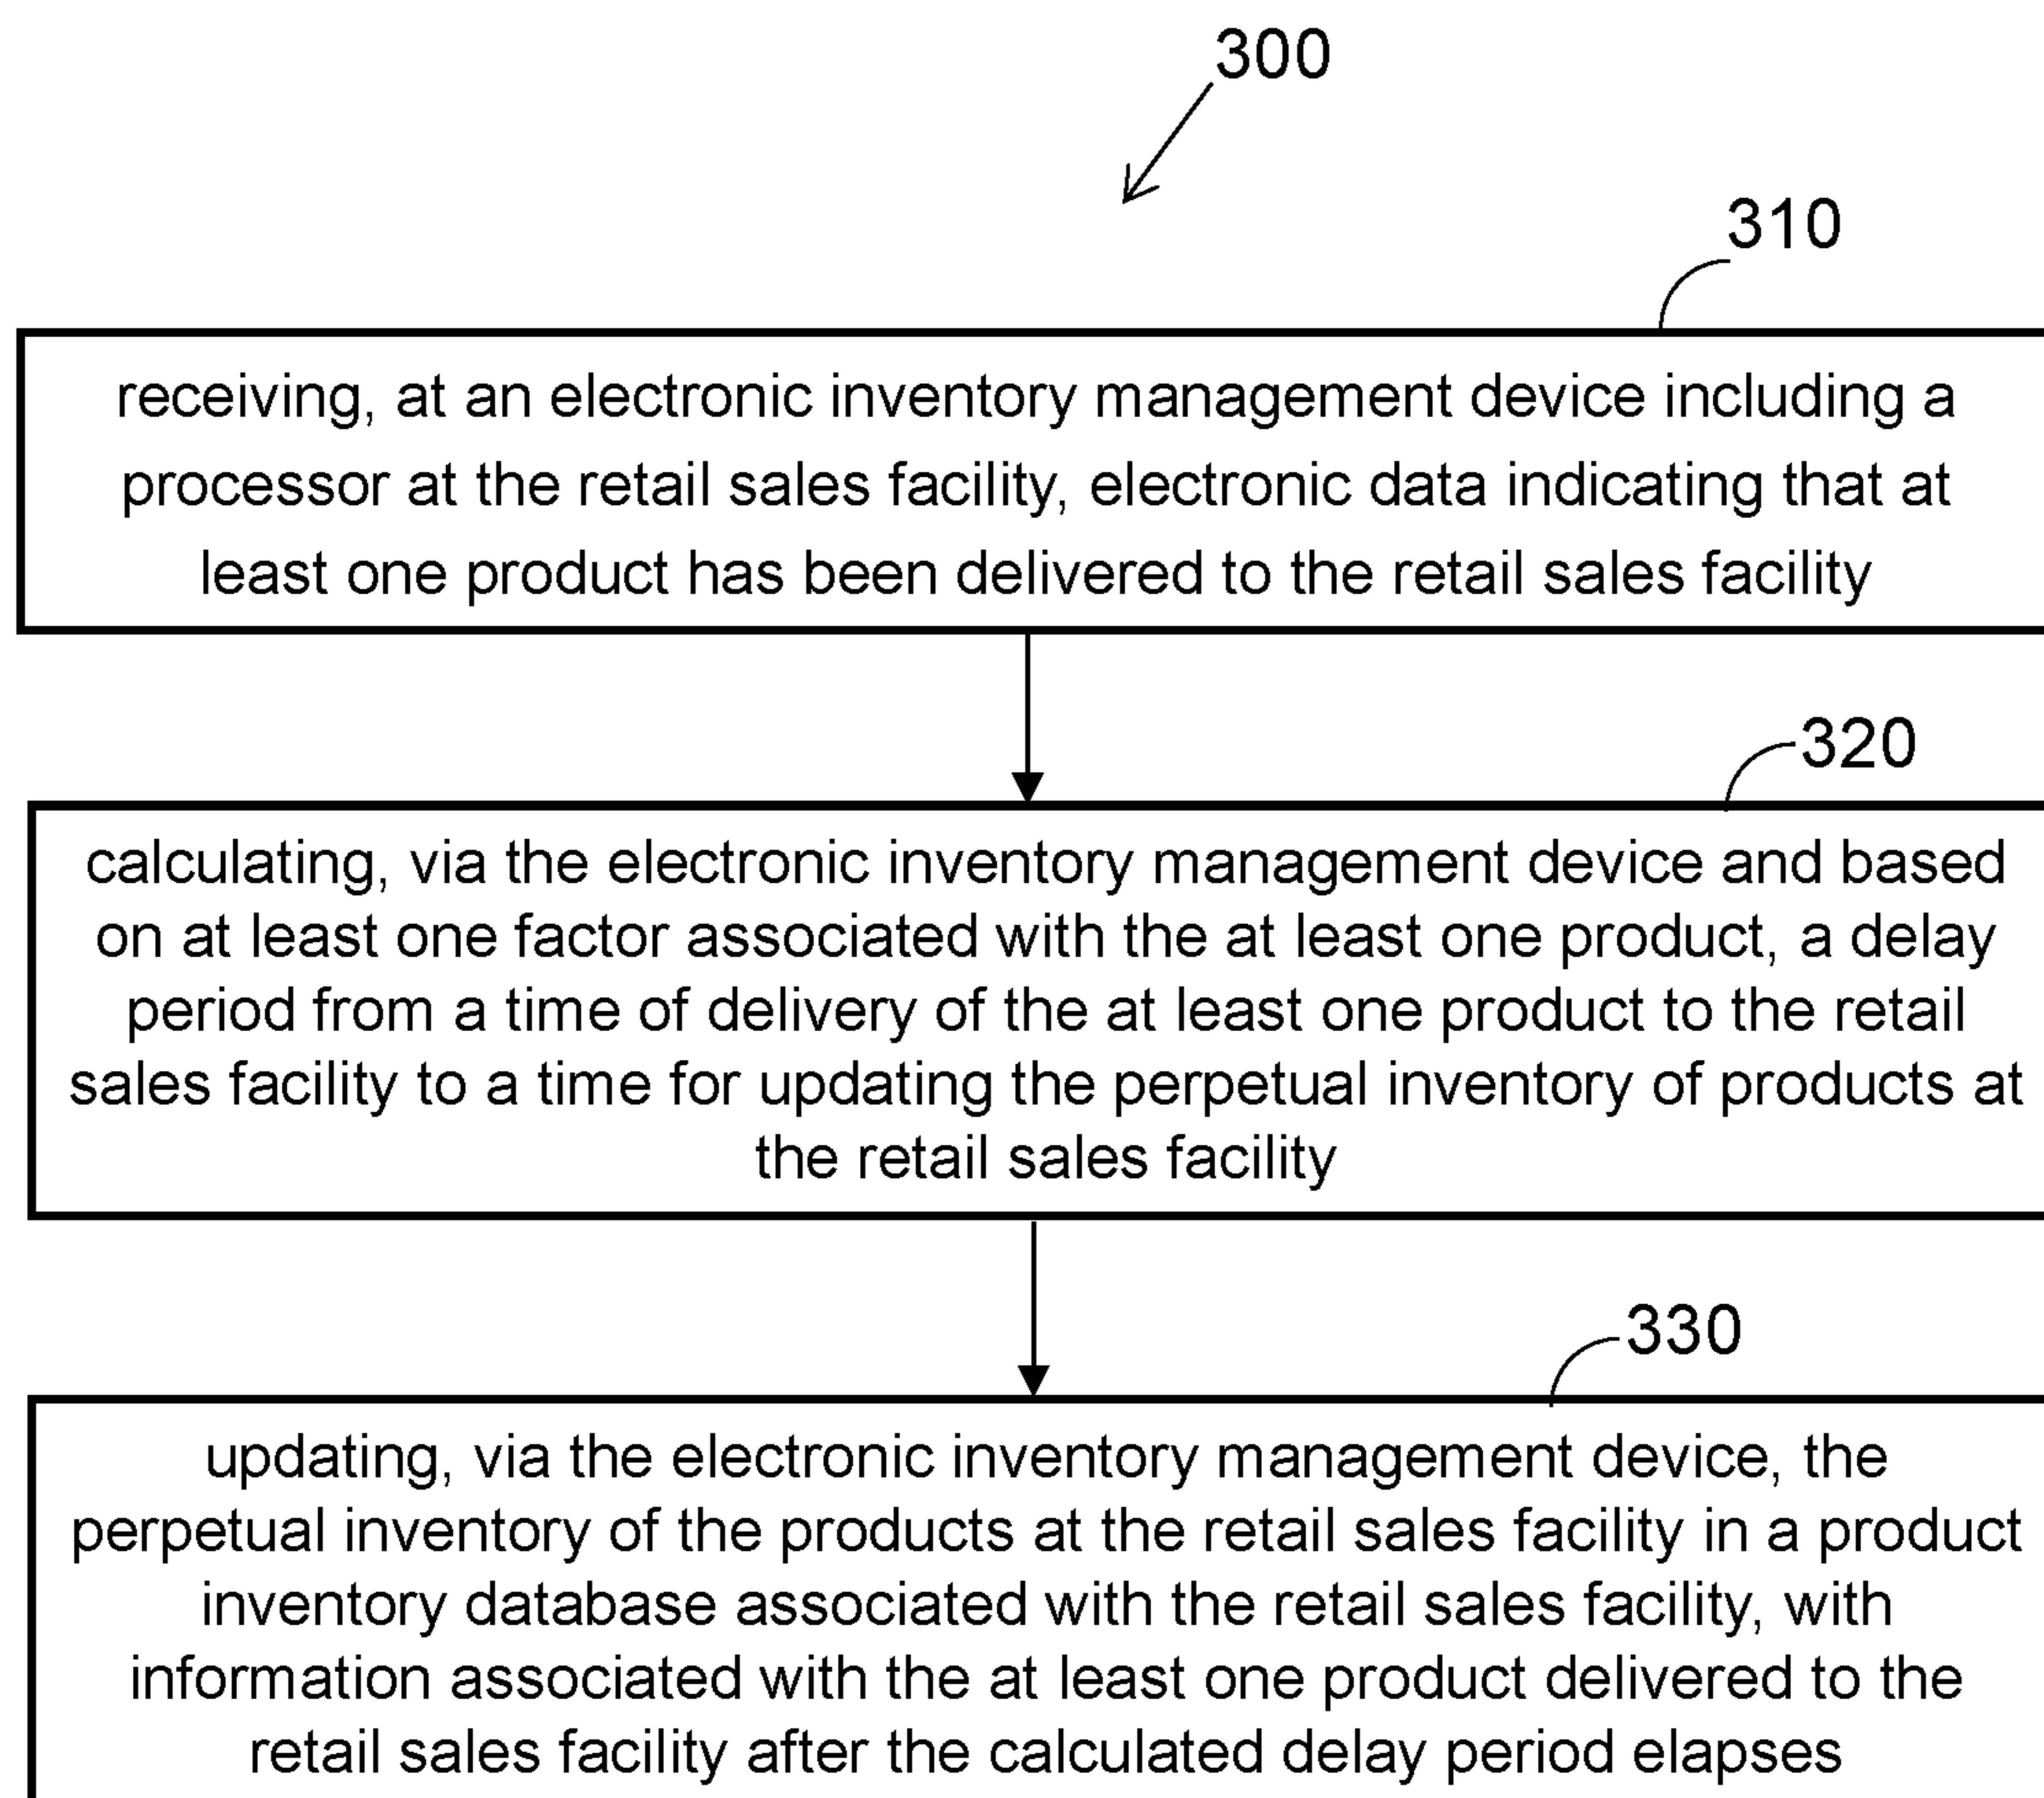 300
310
receiving, at an electronic inventory management device including a
processor at the retail sales facility, electronic data indicating that at
least one product has been delivered to the retail sales facility
320
calculating, via the electronic inventory management device and based
on at least one factor associated with the at least one product, a delay
period from a time of delivery of the at least one product to the retail
sales facility to a time for updating the perpetual inventory of products at
the retail sales facility
330
updating, via the electronic inventory management device, the
perpetual inventory of the products at the retail sales facility in a product
inventory database associated with the retail sales facility, with
information associated with the at least one product delivered to the
retail sales facility after the calculated delay period elapses